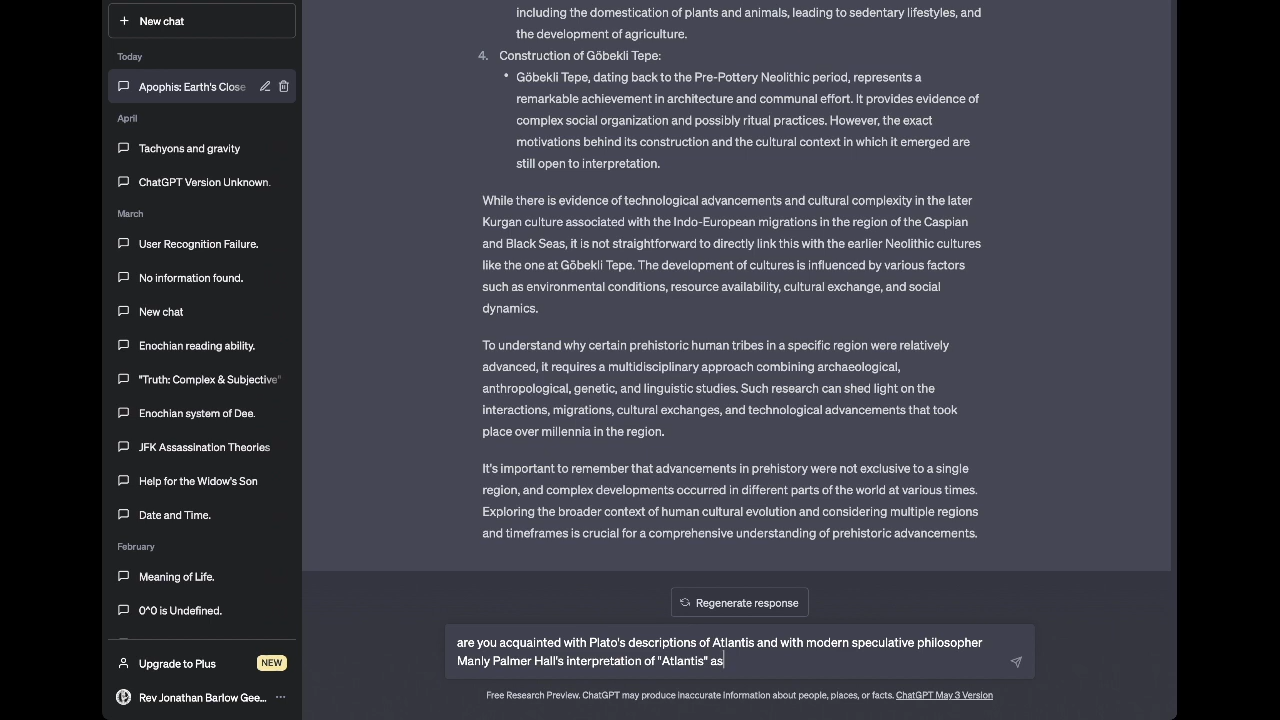 New chat
Today
Apophis: Earth's Close
April
Tachyons and gravity
ChatGPT Version Unknown.
March
User Recognition Failure.
No information found.
New chat
Enochian reading ability.
"Truth: Complex & Subjective"
Enochian system of Dee.
JFK Assassination Theories
Help for the Widow's Son
Date and Time.
February
Meaning of Life.
0^0 is Undefined.
Upgrade to Plus
NEW
Rev Jonathan Barlow Gee...
including the domestication of plants and animals, leading to sedentary lifestyles, and
the development of agriculture.
4. Construction of Göbekli Tepe:
• Göbekli Tepe, dating back to the Pre-Pottery Neolithic period, represents a
remarkable achievement in architecture and communal effort. It provides evidence of
complex social organization and possibly ritual practices. However, the exact
motivations behind its construction and the cultural context in which it emerged are
still open to interpretation.
While there is evidence of technological advancements and cultural complexity in the later
Kurgan culture associated with the Indo-European migrations in the region of the Caspian
and Black Seas, it is not straightforward to directly link this with the earlier Neolithic cultures
like the one at Göbekli Tepe. The development of cultures is influenced by various factors
such as environmental conditions, resource availability, cultural exchange, and social
dynamics.
To understand why certain prehistoric human tribes in a specific region were relatively
advanced, it requires a multidisciplinary approach combining archaeological,
anthropological, genetic, and linguistic studies. Such research can shed light on the
interactions, migrations, cultural exchanges, and technological advancements that took
place over millennia in the region.
It's important to remember that advancements in prehistory were not exclusive to a single
region, and complex developments occurred in different parts of the world at various times.
Exploring the broader context of human cultural evolution and considering multiple regions
and timeframes is crucial for a comprehensive understanding of prehistoric advancements.
Regenerate response
are you acquainted with Plato's descriptions of Atlantis and with modern speculative philosopher
Manly Palmer Hall's interpretation of "Atlantis" as
Free Research Preview. ChatGPT may produce inaccurate information about people, places, or facts. ChatGPT May 3 Version